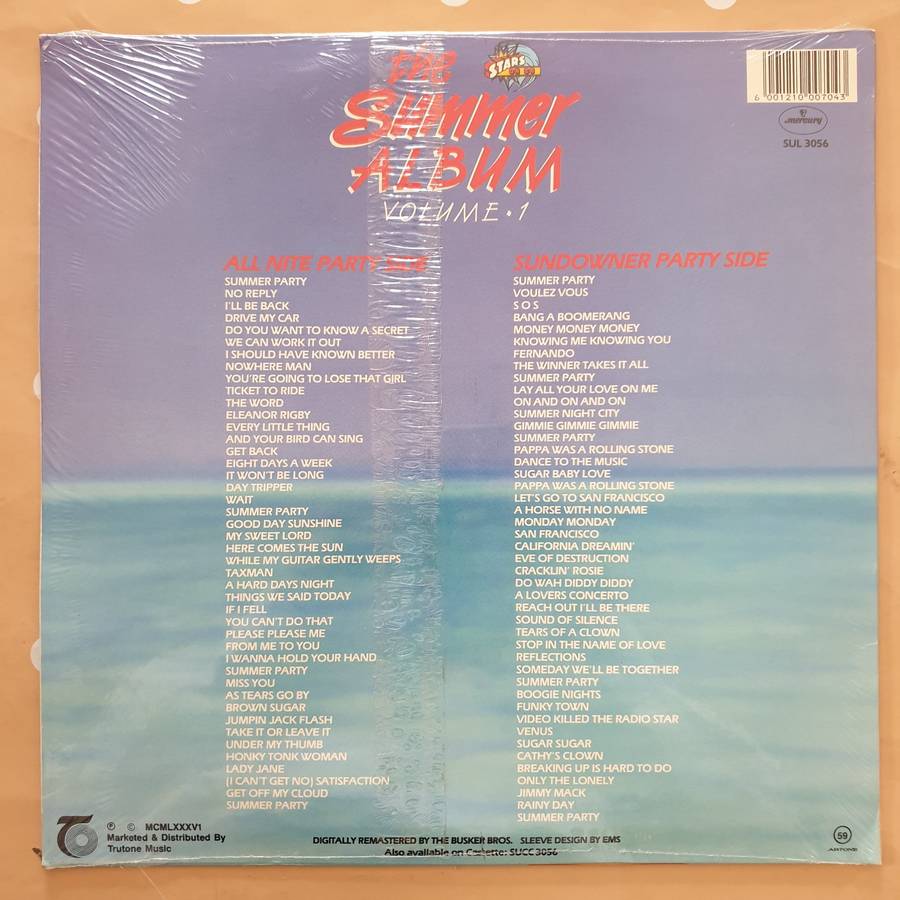 THE
STARS
Summer
ALBUM
VOLUME • 1
6 001210 007043
mercury
SUL 3056
ALL NITE PARTY SIDE
SUMMER PARTY
NO REPLY
I'LL BE BACK
DRIVE MY CAR
DO YOU WANT TO KNOW A SECRET
WE CAN WORK IT OUT
I SHOULD HAVE KNOWN BETTER
NOWHERE MAN
YOU'RE GOING TO LOSE THAT GIRL
TICKET TO RIDE
THE WORD
ELEANOR RIGBY
EVERY LITTLE THING
AND YOUR BIRD CAN SING
GET BACK
EIGHT DAYS A WEEK
IT WON'T BE LONG
DAY TRIPPER
WAIT
SUMMER PARTY
GOOD DAY SUNSHINE
MY SWEET LORD
HERE COMES THE SUN
WHILE MY GUITAR GENTLY WEEPS
TAXMAN
A HARD DAYS NIGHT
THINGS WE SAID TODAY
IF I FELL
YOU CAN'T DO THAT
PLEASE PLEASE ME
FROM ME TO YOU
I WANNA HOLD YOUR HAND
SUMMER PARTY
MISS YOU
AS TEARS GO BY
BROWN SUGAR
JUMPIN JACK FLASH
TAKE IT OR LEAVE IT
UNDER MY THUMB
HONKY TONK WOMAN
LADY JANE
(I CAN'T GET NO) SATISFACTION
GET OFF MY CLOUD
SUMMER PARTY
SUNDOWNER PARTY SIDE
SUMMER PARTY
VOULEZ VOUS
S O S
BANG A BOOMERANG
MONEY MONEY MONEY
KNOWING ME KNOWING YOU
FERNANDO
THE WINNER TAKES IT ALL
SUMMER PARTY
LAY ALL YOUR LOVE ON ME
ON AND ON AND ON
SUMMER NIGHT CITY
GIMMIE GIMMIE GIMMIE
SUMMER PARTY
PAPPA WAS A ROLLING STONE
DANCE TO THE MUSIC
SUGAR BABY LOVE
PAPPA WAS A ROLLING STONE
LET'S GO TO SAN FRANCISCO
A HORSE WITH NO NAME
MONDAY MONDAY
SAN FRANCISCO
CALIFORNIA DREAMIN'
EVE OF DESTRUCTION
CRACKLIN' ROSIE
DO WAH DIDDY DIDDY
A LOVERS CONCERTO
REACH OUT I'LL BE THERE
SOUND OF SILENCE
TEARS OF A CLOWN
STOP IN THE NAME OF LOVE
REFLECTIONS
SOMEDAY WE'LL BE TOGETHER
SUMMER PARTY
BOOGIE NIGHTS
FUNKY TOWN
VIDEO KILLED THE RADIO STAR
VENUS
SUGAR SUGAR
CATHY'S CLOWN
BREAKING UP IS HARD TO DO
ONLY THE LONELY
JIMMY MACK
RAINY DAY
SUMMER PARTY
℗ © MCMLXXXV1
Marketed & Distributed By
Trutone Music
DIGITALLY REMASTERED BY THE BUSKER BROS. SLEEVE DESIGN BY EMS
Also available on Cassette: SUCC 3056
59
ARTONE